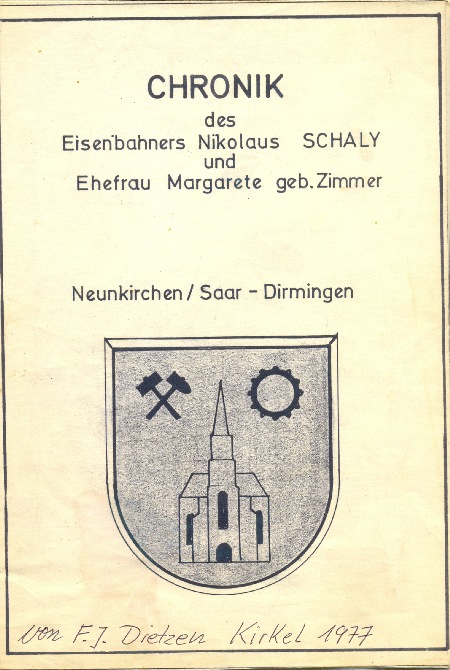 CHRONIK
des
Eisenbahners Nikolaus SCHALY
und
Ehefrau Margarete geb. Zimmer
Neunkirchen / Saar - Dirmingen
von F. J. Dietzen Kirkel 1977